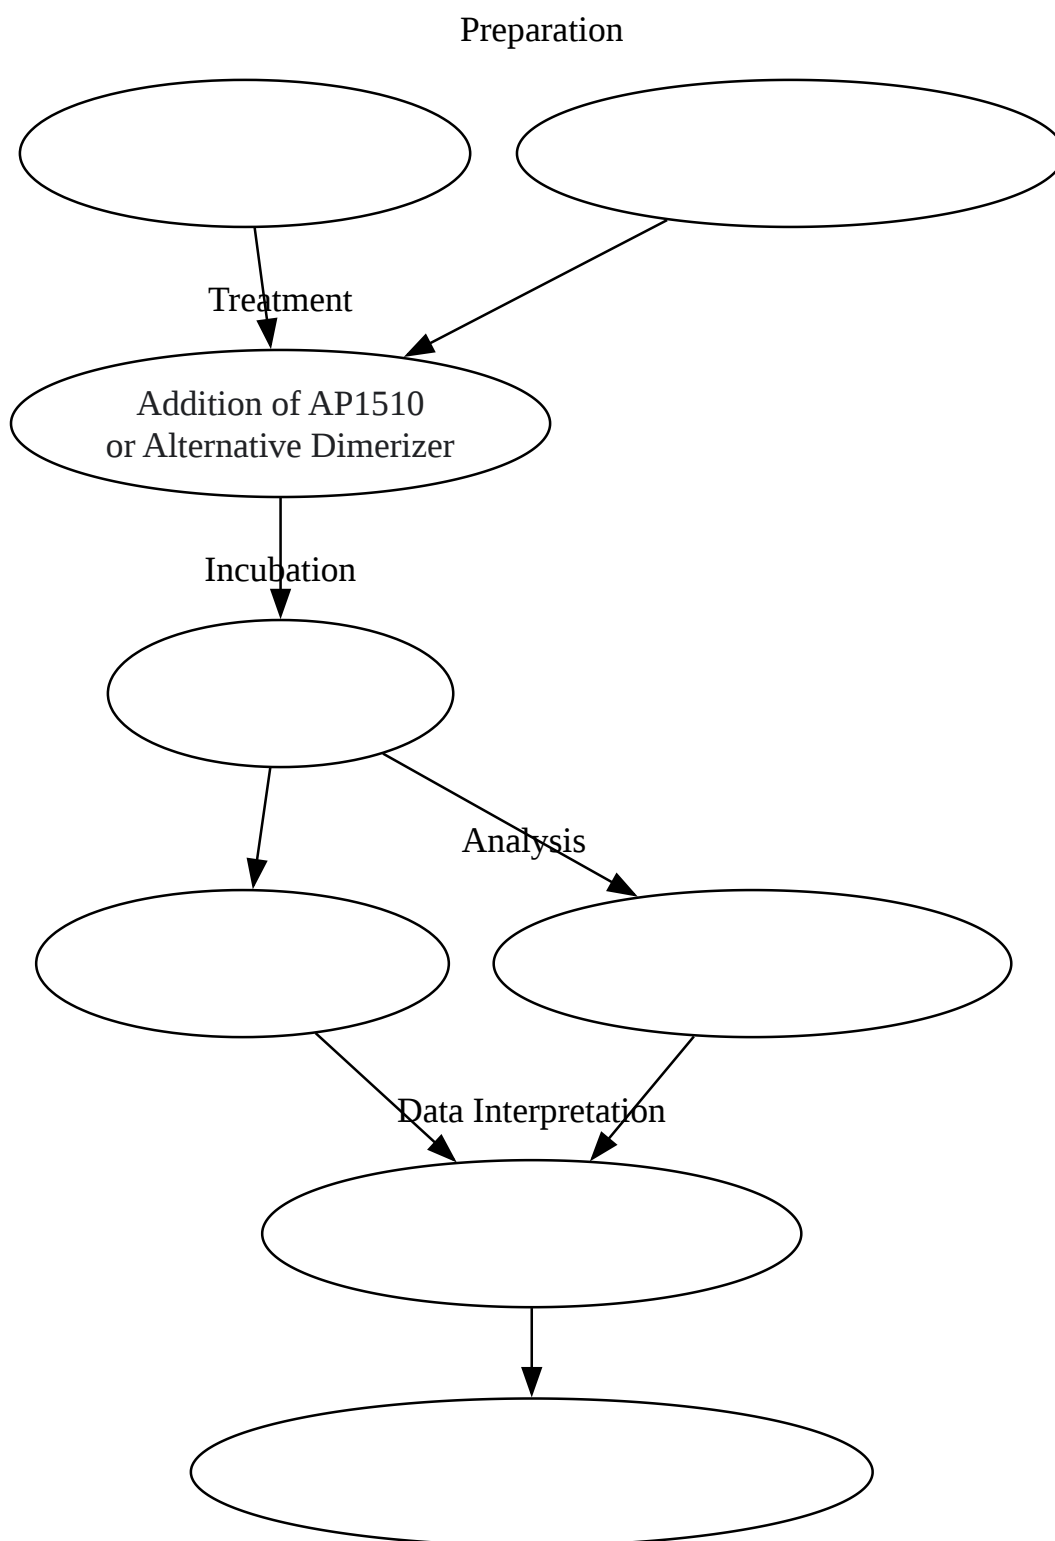 Preparation
Treatment
Addition of AP1510
or Alternative Dimerizer
Incubation
Analysis
Data Interpretation